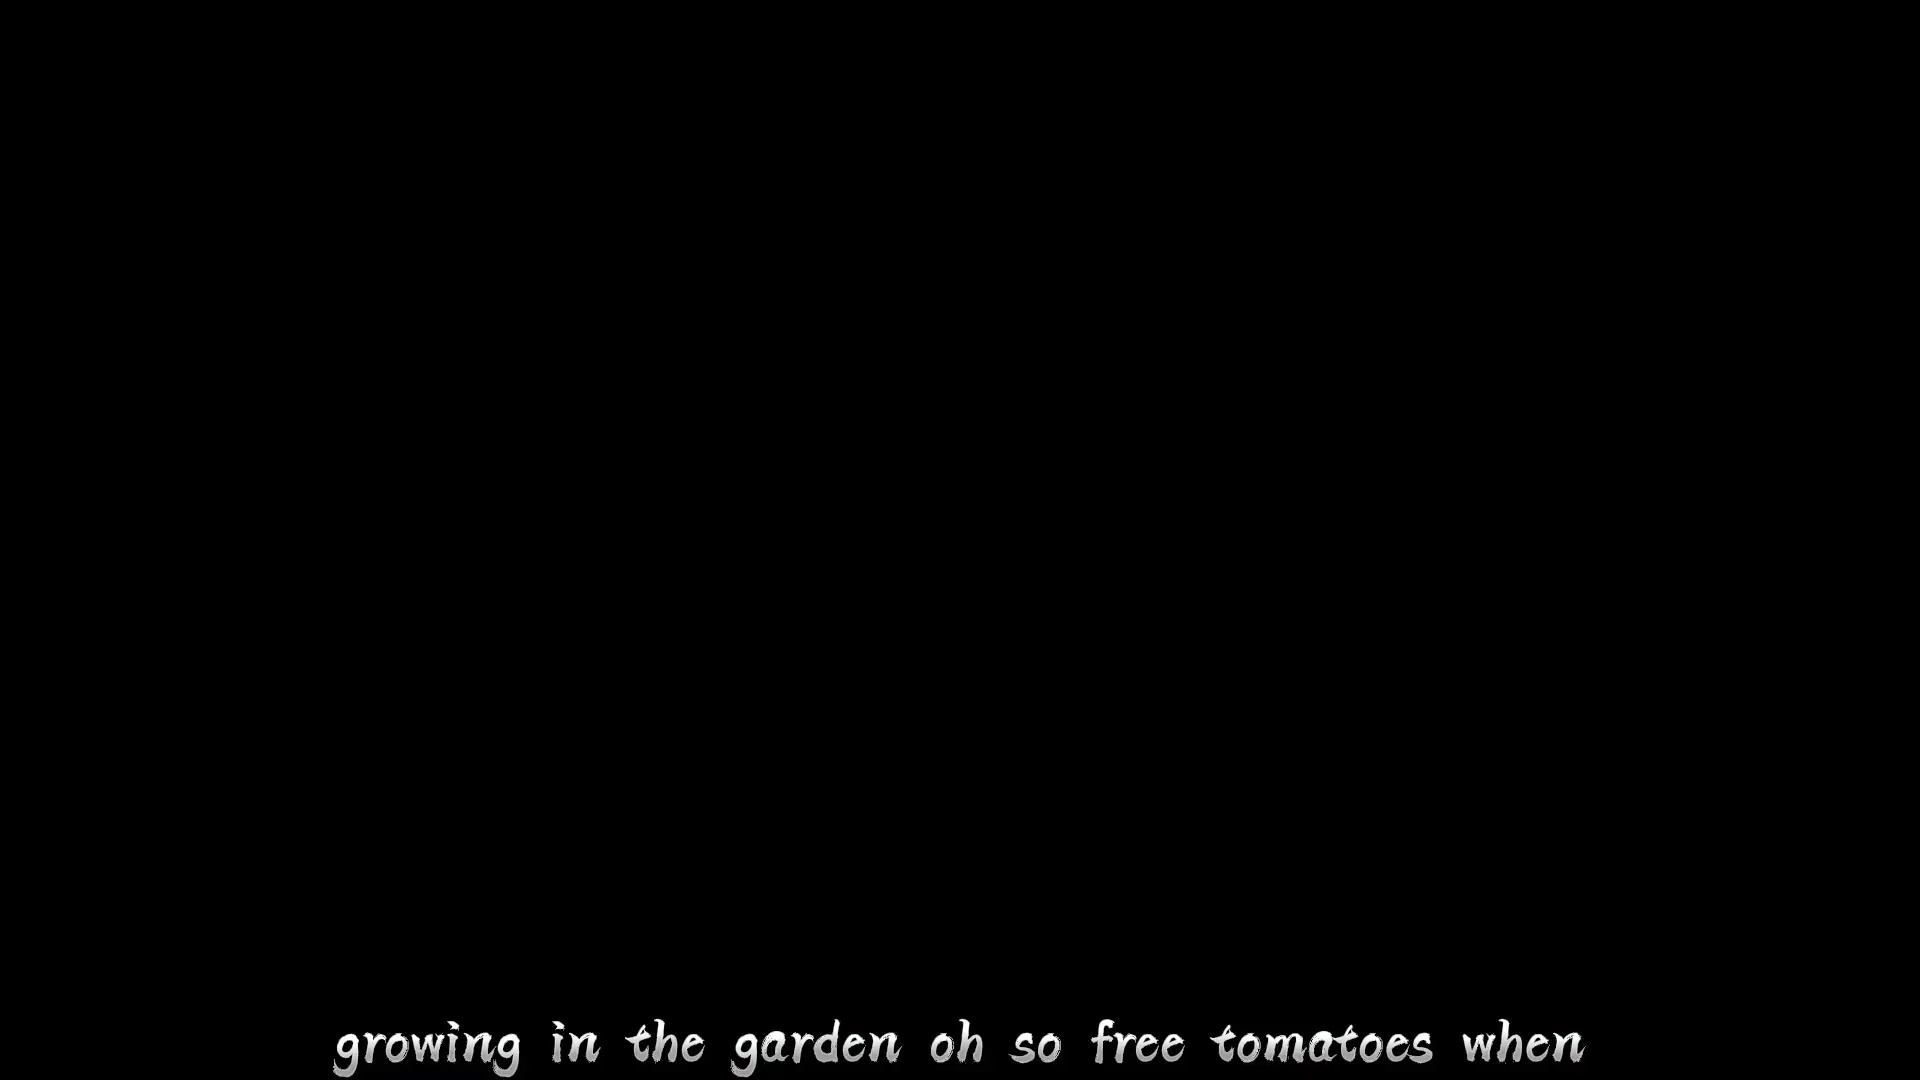 growing in the garden oh so free tomatoes when